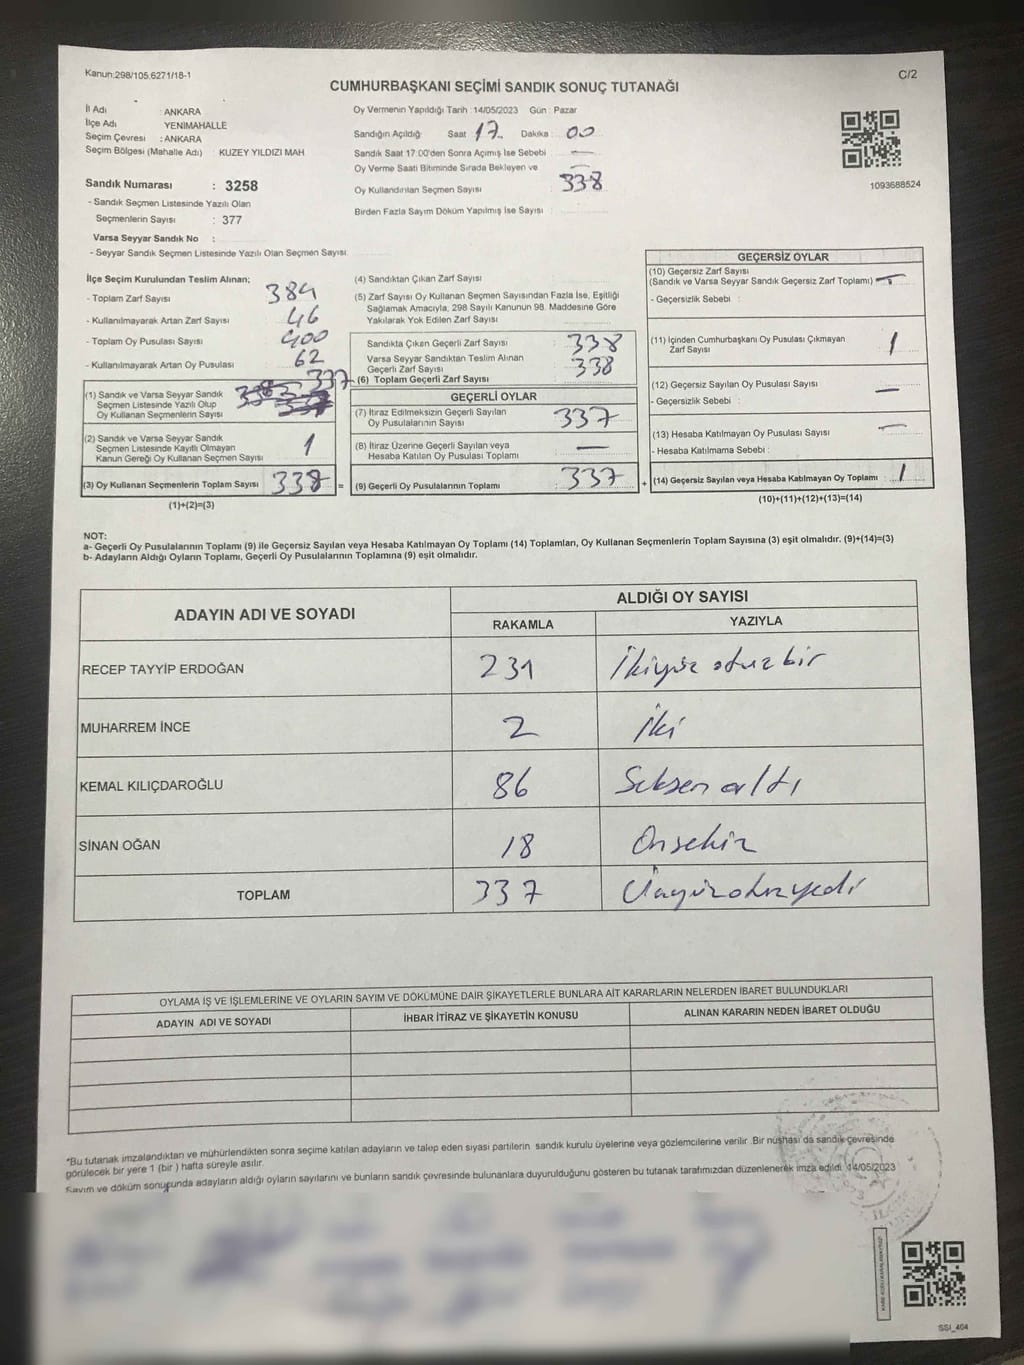 Kanun:298/105.6271/18-1
C/2
CUMHURBAŞKANI SEÇİMİ SANDIK SONUÇ TUTANAĞI
İl Adı : ANKARA
İlçe Adı YENİMAHALLE
Seçim Çevresi : ANKARA
Seçim Bölgesi (Mahalle Adı) : KUZEY YILDIZI MAH
Oy Vermenin Yapıldığı Tarih : 14/05/2023 Gün : Pazar
Sandığın Açıldığı Saat 17 Dakika : 00
Sandık Saat 17:00'den Sonra Açımış İse Sebebi : —
Oy Verme Saati Bitiminde Sırada Bekleyen ve —
Oy Kullandırılan Seçmen Sayısı 338
Birden Fazla Sayım Döküm Yapılmış İse Sayısı :
1093688524
Sandık Numarası : 3258
- Sandık Seçmen Listesinde Yazılı Olan
Seçmenlerin Sayısı : 377
Varsa Seyyar Sandık No :
- Seyyar Sandık Seçmen Listesinde Yazılı Olan Seçmen Sayısı:
İlçe Seçim Kurulundan Teslim Alınan;
- Toplam Zarf Sayısı 384
- Kullanılmayarak Artan Zarf Sayısı 46
- Toplam Oy Pusulası Sayısı 400
- Kullanılmayarak Artan Oy Pusulası 62
(1) Sandık ve Varsa Seyyar Sandık
Seçmen Listesinde Yazılı Olup
Oy Kullanan Seçmenlerin Sayısı 337
(2) Sandık ve Varsa Seyyar Sandık
Seçmen Listesinde Kayıtlı Olmayan
Kanun Gereği Oy Kullanan Seçmen Sayısı 1
(3) Oy Kullanan Seçmenlerin Toplam Sayısı 338 =
(1)+(2)=(3)
(4) Sandıktan Çıkan Zarf Sayısı
(5) Zarf Sayısı Oy Kullanan Seçmen Sayısından Fazla İse, Eşitliği
Sağlamak Amacıyla, 298 Sayılı Kanunun 98. Maddesine Göre
Yakılarak Yok Edilen Zarf Sayısı
Sandıkta Çıken Geçerli Zarf Sayısı : 338
Varsa Seyyar Sandıktan Teslim Alınan
Geçerli Zarf Sayısı 338
(6) Toplam Geçerli Zarf Sayısı :
GEÇERLİ OYLAR
(7) İtiraz Edilmeksizin Geçerli Sayılan
Oy Pusulalarının Sayısı 337
(8) İtiraz Üzerine Geçerli Sayılan veya
Hesaba Katılan Oy Pusulası Toplamı —
(9) Geçerli Oy Pusulalarının Toplamı 337 +
GEÇERSİZ OYLAR
(10) Geçersiz Zarf Sayısı
(Sandık ve Varsa Seyyar Sandık Geçersiz Zarf Toplamı) —
- Geçersizlik Sebebi :
(11) İçinden Cumhurbaşkanı Oy Pusulası Çıkmayan
Zarf Sayısı 1
(12) Geçersiz Sayılan Oy Pusulası Sayısı —
- Geçersizlik Sebebi :
(13) Hesaba Katılmayan Oy Pusulası Sayısı —
- Hesaba Katılmama Sebebi :
(14) Geçersiz Sayılan veya Hesaba Katılmayan Oy Toplamı : 1
(10)+(11)+(12)+(13)=(14)
NOT:
a- Geçerli Oy Pusulalarının Toplamı (9) ile Geçersiz Sayılan veya Hesaba Katılmayan Oy Toplamı (14) Toplamları, Oy Kullanan Seçmenlerin Toplam Sayısına (3) eşit olmalıdır. (9)+(14)=(3)
b- Adayların Aldığı Oyların Toplamı, Geçerli Oy Pusulalarının Toplamına (9) eşit olmalıdır.
ADAYIN ADI VE SOYADI
ALDIĞI OY SAYISI
RAKAMLA YAZIYLA
RECEP TAYYİP ERDOĞAN 231 İkiyüz otuz bir
MUHARREM İNCE 2 İki
KEMAL KILIÇDAROĞLU 86 Seksen altı
SİNAN OĞAN 18 Onsekiz
TOPLAM 337 Üçyüzotuzyedi
OYLAMA İŞ VE İŞLEMLERİNE VE OYLARIN SAYIM VE DÖKÜMÜNE DAİR ŞİKAYETLERLE BUNLARA AİT KARARLARIN NELERDEN İBARET BULUNDUKLARI
ADAYIN ADI VE SOYADI İHBAR İTİRAZ VE ŞİKAYETİN KONUSU ALINAN KARARIN NEDEN İBARET OLDUĞU
*Bu tutanak imzalandıktan ve mühürlendikten sonra seçime katılan adayların ve talep eden siyasi partilerin sandık kurulu üyelerine veya gözlemcilerine verilir. Bir nüshası da sandık çevresinde
görülecek bir yere 1 (bir ) hafta süreyle asılır.
Sayım ve döküm sonucunda adayların aldığı oyların sayılarını ve bunların sandık çevresinde bulunanlara duyurulduğunu gösteren bu tutanak tarafımızdan düzenlenerek imza edildi. 14/05/2023
SSI_404